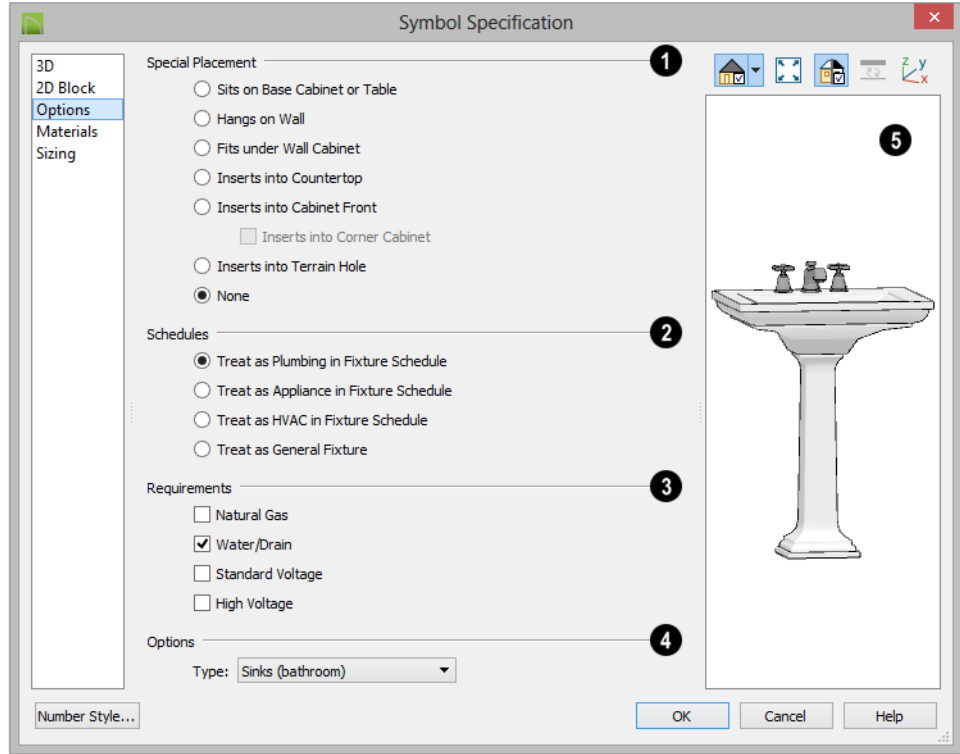 Symbol Specification
3D
2D Block
Options
Materials
Sizing
Special Placement 1
Sits on Base Cabinet or Table
Hangs on Wall
Fits under Wall Cabinet
Inserts into Countertop
Inserts into Cabinet Front
Inserts into Corner Cabinet
Inserts into Terrain Hole
None
Schedules 2
Treat as Plumbing in Fixture Schedule
Treat as Appliance in Fixture Schedule
Treat as HVAC in Fixture Schedule
Treat as General Fixture
Requirements 3
Natural Gas
Water/Drain
Standard Voltage
High Voltage
Options 4
Type: Sinks (bathroom)
z y
x
5
Number Style...
OK Cancel Help